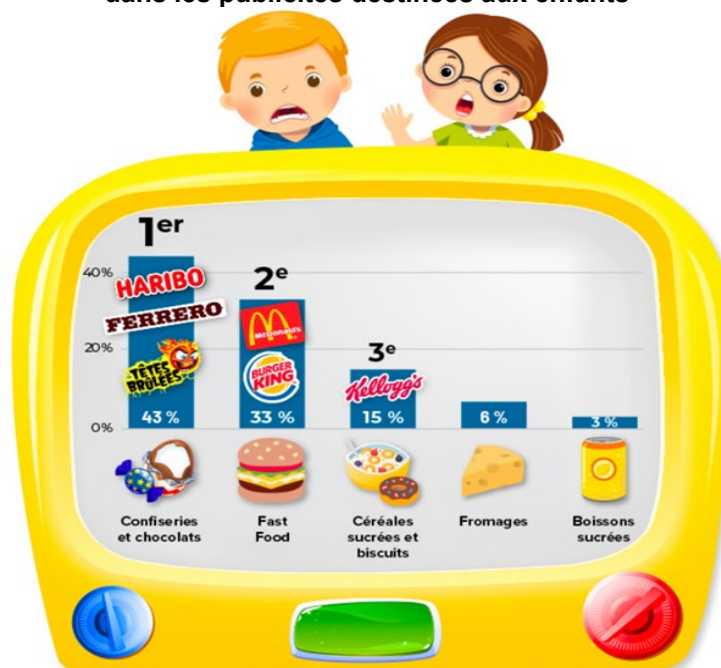 dans les publicités destinées aux enfants
1er
2e
3e
40%
20%
0%
HARIBO
FERRERO
TÊTES
BRÛLÉES
McDonald's
BURGER
KING
Kellogg's
43 %
33 %
15 %
6 %
3 %
Confiseries
et chocolats
Fast
Food
Céréales
sucrées et
biscuits
Fromages
Boissons
sucrées